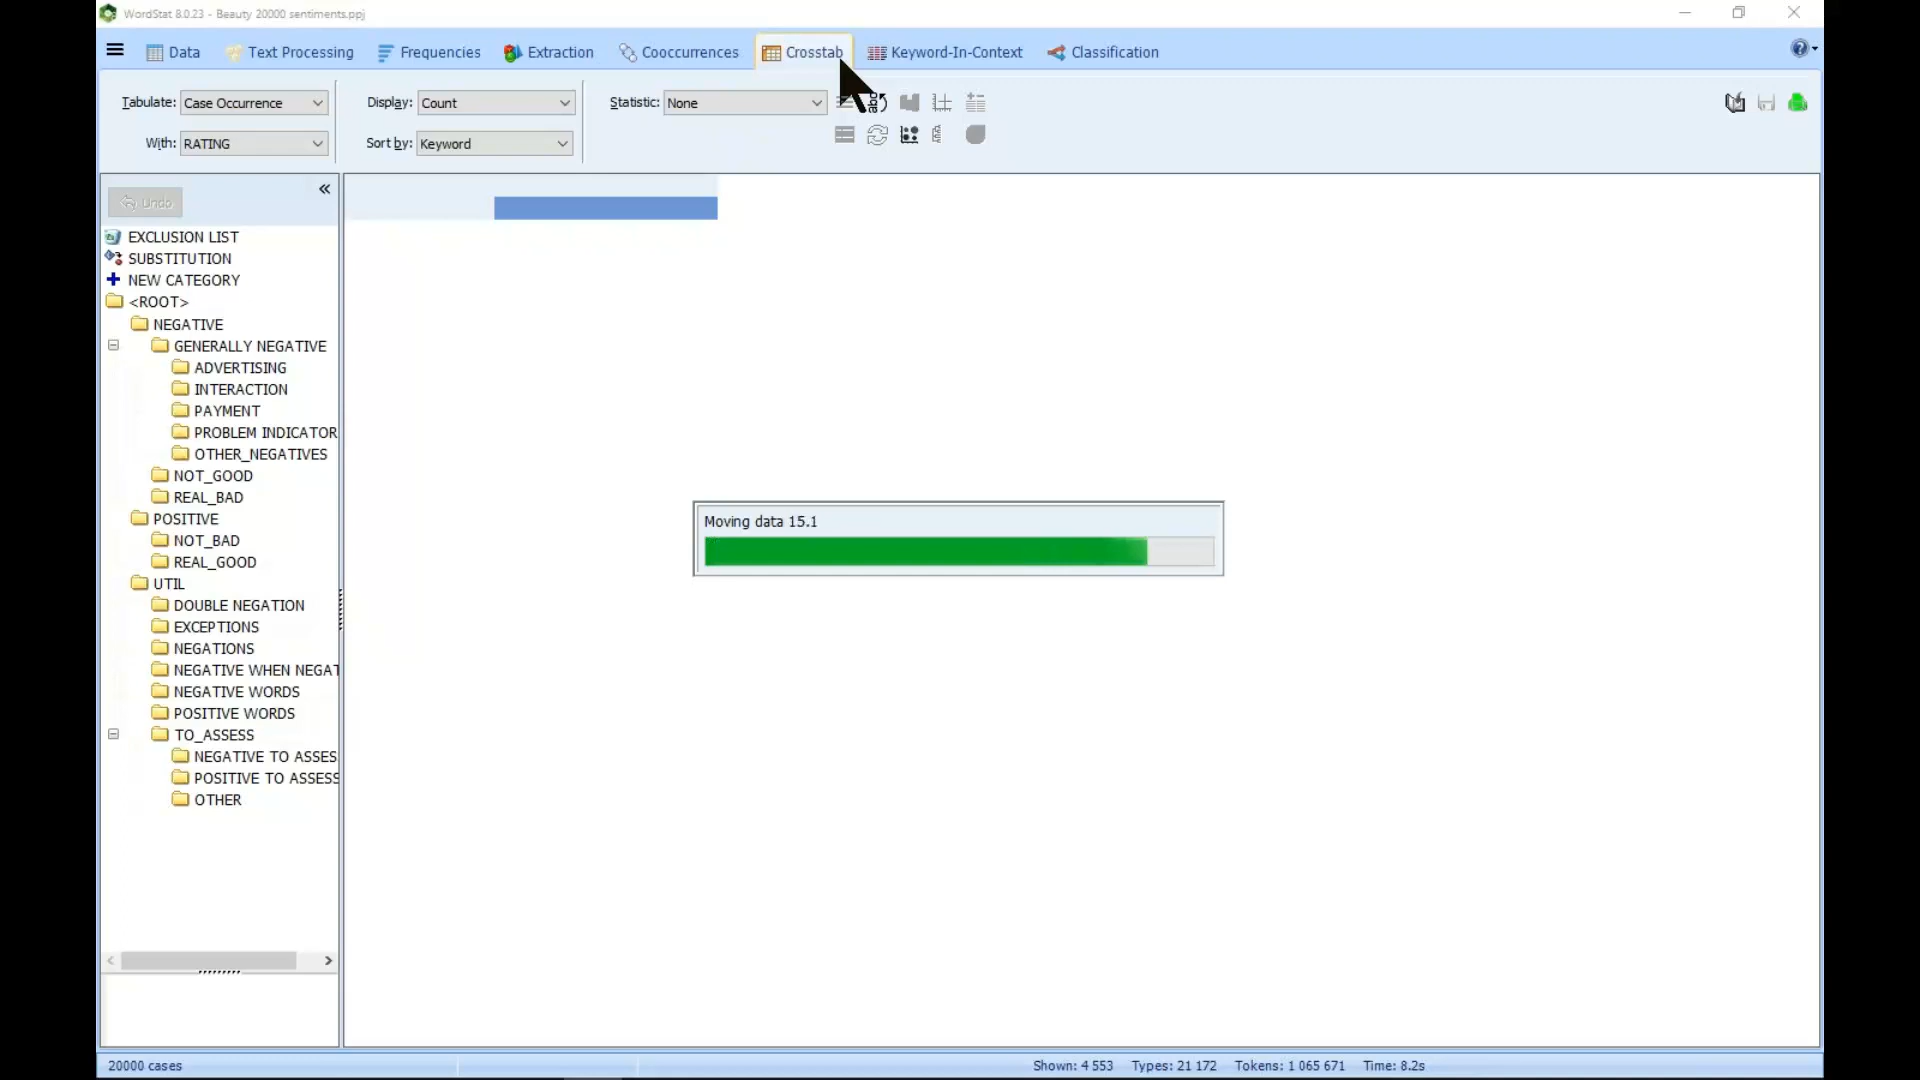 WordStat 8.0.23 - Beauty 20000 sentiments.ppj
Data Text Processing Frequencies Extraction Cooccurrences Crosstab Keyword-In-Context Classification
Tabulate: Case Occurrence Display: Count Statistic: None
With: RATING Sort by: Keyword
Undo
EXCLUSION LIST
SUBSTITUTION
NEW CATEGORY
<ROOT>
NEGATIVE
GENERALLY NEGATIVE
ADVERTISING
INTERACTION
PAYMENT
PROBLEM INDICATOR
OTHER_NEGATIVES
NOT_GOOD
REAL_BAD
POSITIVE
NOT_BAD
REAL_GOOD
UTIL
DOUBLE NEGATION
EXCEPTIONS
NEGATIONS
NEGATIVE WHEN NEGAT
NEGATIVE WORDS
POSITIVE WORDS
TO_ASSESS
NEGATIVE TO ASSES
POSITIVE TO ASSESS
OTHER
Moving data 15.1
20000 cases Shown: 4 553 Types: 21 172 Tokens: 1 065 671 Time: 8.2s